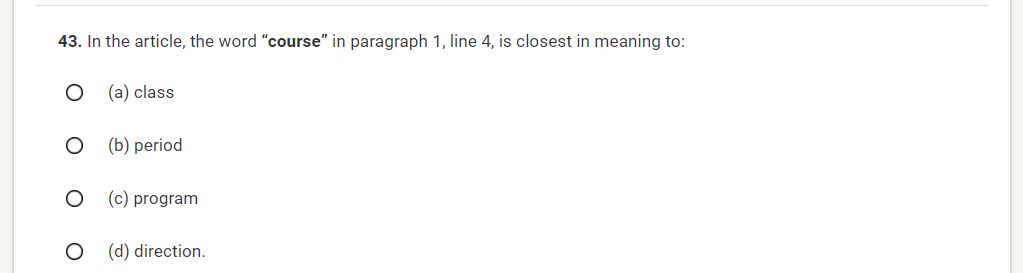 43. In the article, the word “course” in paragraph 1, line 4, is closest in meaning to:
(a) class
(b) period
(c) program
(d) direction.